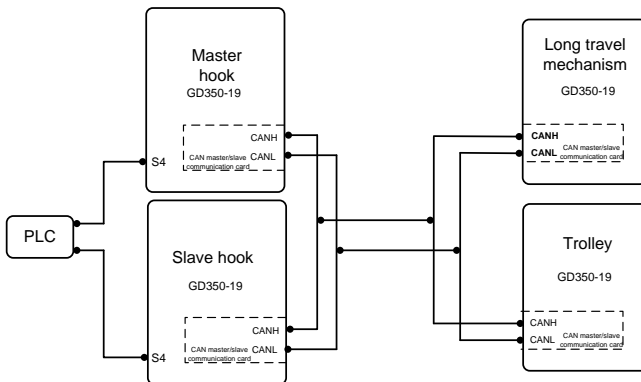 Master
hook
GD350-19
CANH
CAN master/slave
communication card
CANL
S4
PLC
Slave hook
GD350-19
CANH
CAN master/slave
communication card
CANL
S4
Long travel
mechanism
GD350-19
CANH
CANL
CAN master/slave
communication card
Trolley
GD350-19
CANH
CANL
CAN master/slave
communication card